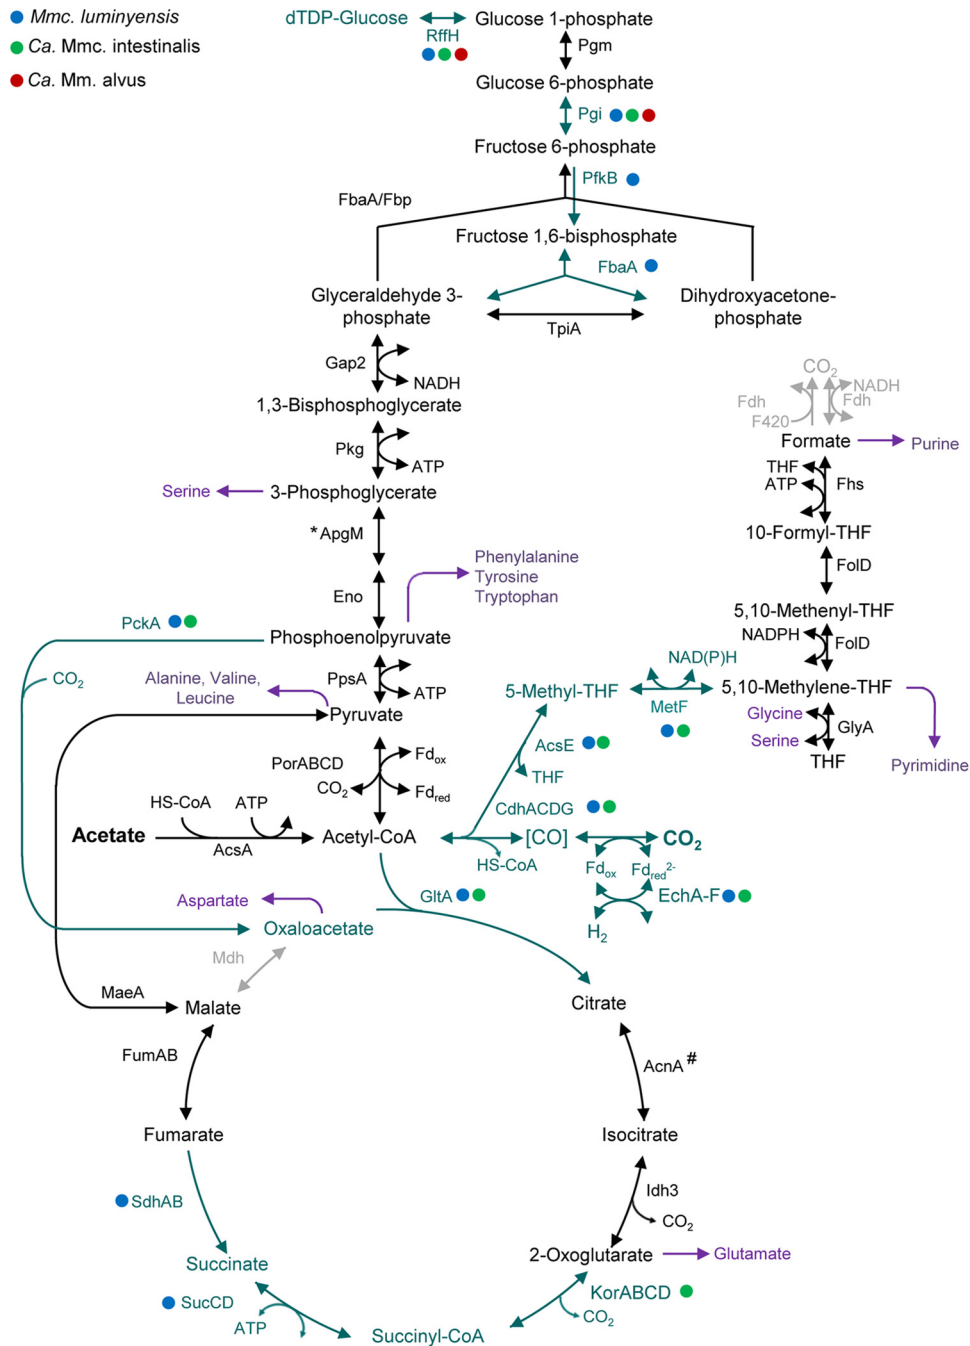 Mmc. luminyensis
Ca. Mmc. intestinalis
Ca. Mm. alvus
dTDP-Glucose
Glucose 1-phosphate
RffH
Pgm
Glucose 6-phosphate
Pgi
Fructose 6-phosphate
PfkB
FbaA/Fbp
Fructose 1,6-bisphosphate
FbaA
Glyceraldehyde 3-
phosphate
Dihydroxyacetone-
phosphate
TpiA
Gap2
NADH
1,3-Bisphosphoglycerate
Pkg
ATP
Serine
3-Phosphoglycerate
*ApgM
Eno
Phenylalanine
Tyrosine
Tryptophan
PckA
Phosphoenolpyruvate
CO2
PpsA
ATP
Alanine, Valine,
Leucine
Pyruvate
PorABCD
Fdox
CO2
Fdred
HS-CoA
ATP
Acetate
AcsA
Acetyl-CoA
CO2
NADH
Fdh
Fdh
F420
Formate
Purine
THF
ATP
Fhs
10-Formyl-THF
FolD
5,10-Methenyl-THF
NADPH
FolD
NAD(P)H
5-Methyl-THF
5,10-Methylene-THF
MetF
Glycine
GlyA
Serine
THF
Pyrimidine
AcsE
THF
CdhACDG
[CO]
CO2
HS-CoA
Fdox
Fdred2-
EchA-F
H2
GltA
Aspartate
Oxaloacetate
Mdh
MaeA
Malate
Citrate
FumAB
AcnA #
Fumarate
Isocitrate
Idh3
CO2
SdhAB
2-Oxoglutarate
Glutamate
Succinate
KorABCD
SucCD
CO2
ATP
Succinyl-CoA